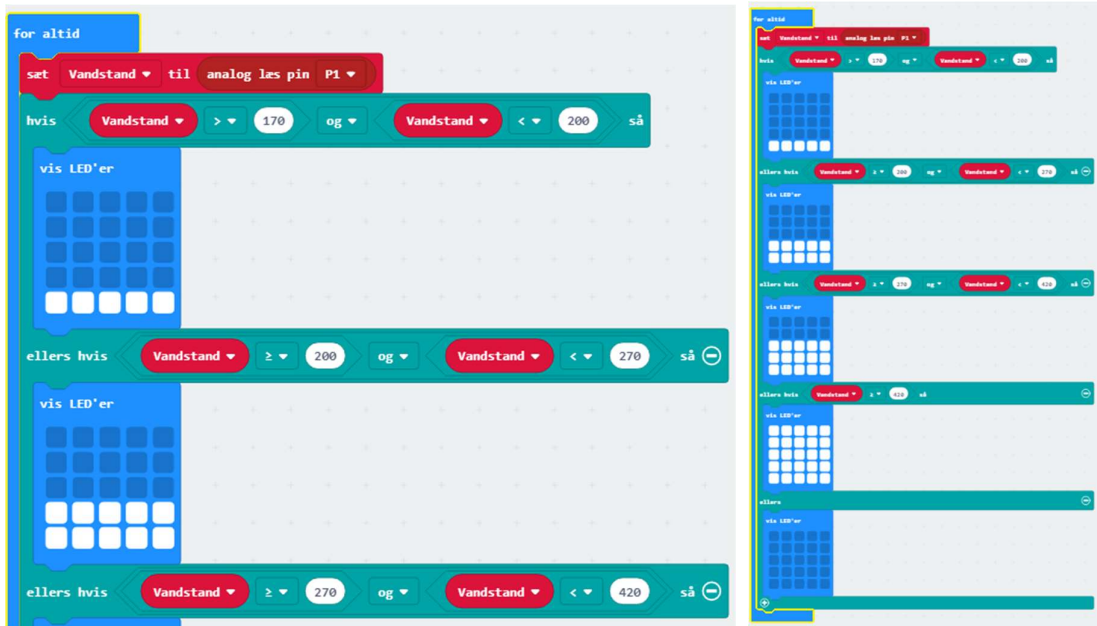 for altid
sæt Vandstand til analog læs pin P1
hvis Vandstand > 170 og Vandstand < 200 så
vis LED'er
ellers hvis Vandstand ≥ 200 og Vandstand < 270 så
vis LED'er
ellers hvis Vandstand ≥ 270 og Vandstand < 420 så
for altid
sæt Vandstand til analog læs pin P1
hvis Vandstand > 170 og Vandstand < 200 så
vis LED'er
ellers hvis Vandstand ≥ 200 og Vandstand < 270 så
vis LED'er
ellers hvis Vandstand ≥ 270 og Vandstand < 420 så
vis LED'er
ellers hvis Vandstand ≥ 420 så
vis LED'er
ellers
vis LED'er